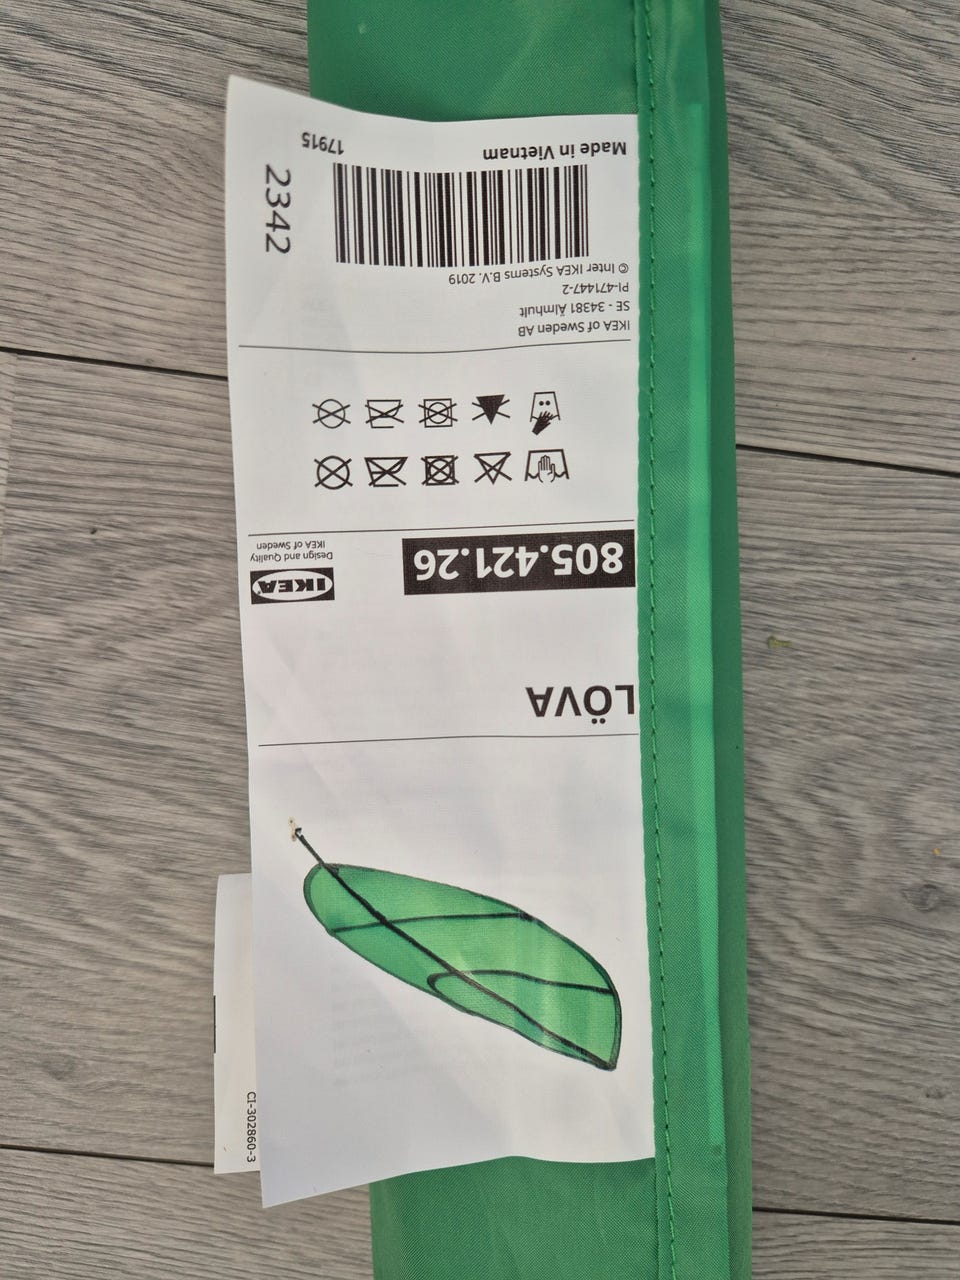 LÖVA
805.421.26
IKEA
Design and Quality
IKEA of Sweden
IKEA of Sweden AB
SE - 34381 Älmhult
PI-471447-2
© Inter IKEA Systems B.V. 2019
2342
Made in Vietnam
17915
CI-302860-3